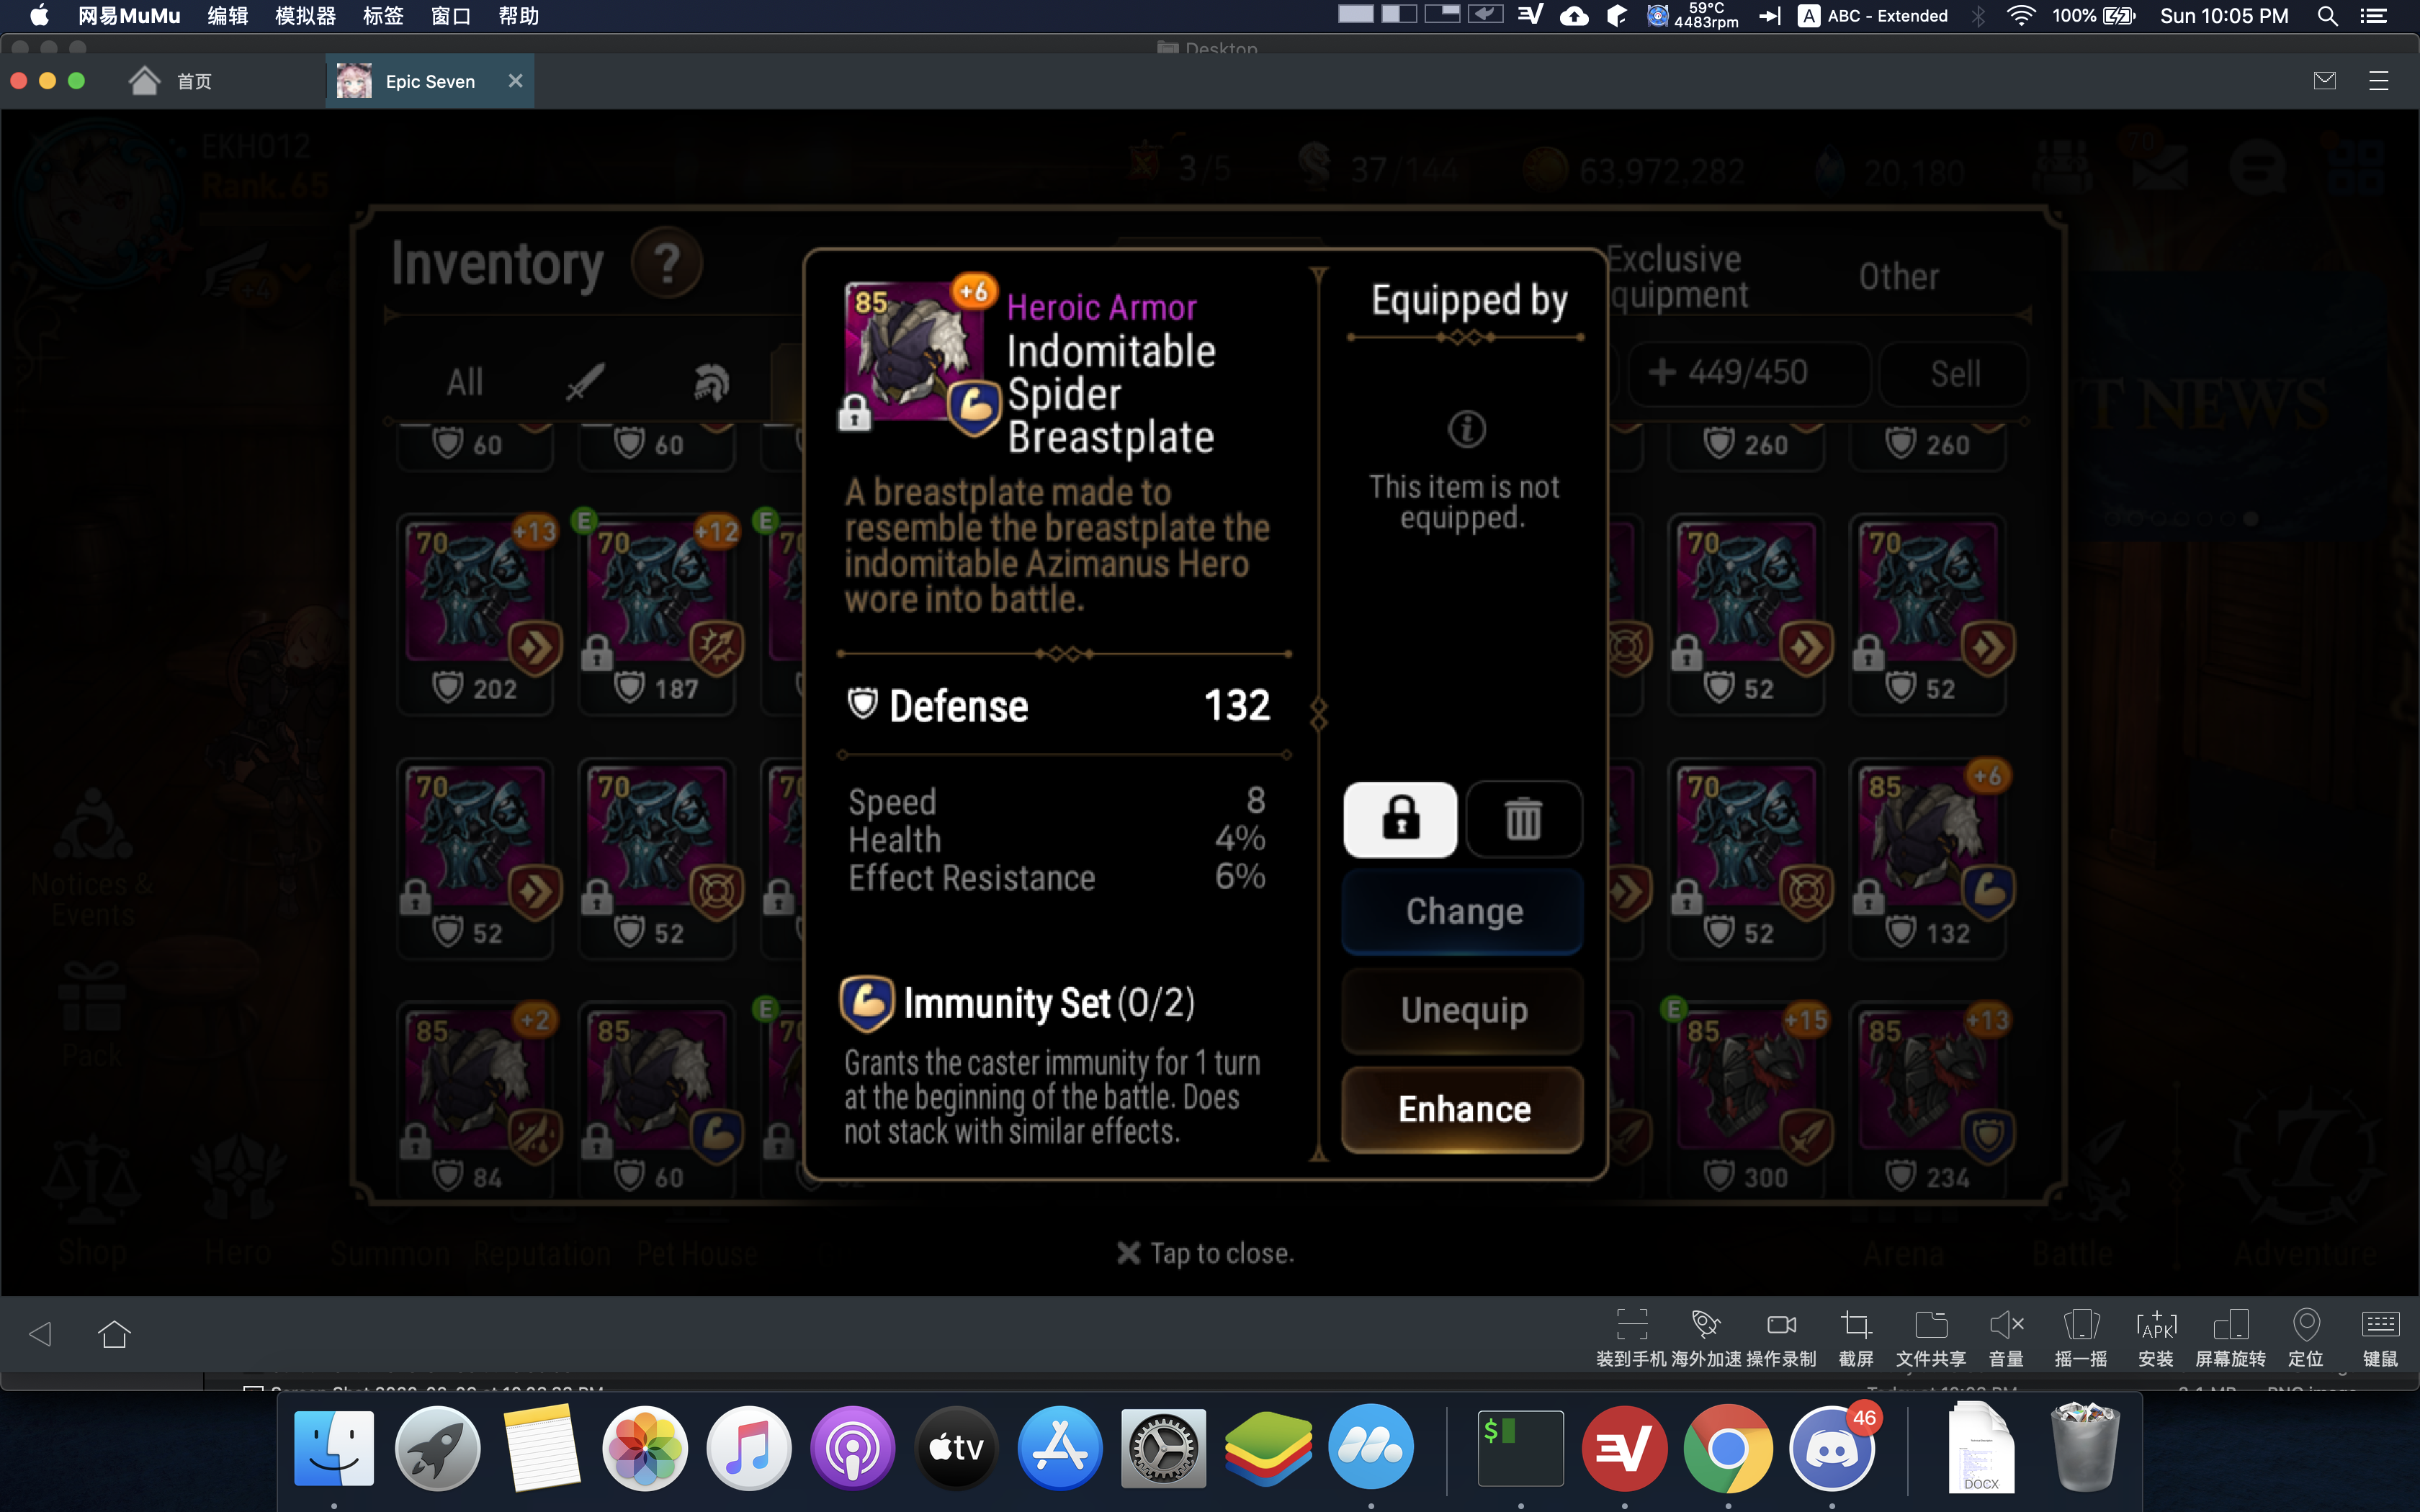 网易MuMu 编辑 模拟器 标签 窗口 帮助
59°C
4483rpm
A ABC - Extended 100% Sun 10:05 PM
Desktop
首页 Epic Seven
EKH012
Rank.65
+4
3/5 37/144 63,972,282 20,180 70
Inventory ?
Exclusive
quipment
Other
All
449/450 Sell
T NEWS
60 60 260 260
70 +13 E 70 +12 E 70
202 187
70 52 70 52
70 70 70
52 52
70 52 85 +6 132
85 +2 85 E 70
84 60
E 85 +15 85 +13
300 234
85 +6
Heroic Armor
Indomitable
Spider
Breastplate
A breastplate made to
resemble the breastplate the
indomitable Azimanus Hero
wore into battle.
Defense 132
Speed 8
Health 4%
Effect Resistance 6%
Immunity Set (0/2)
Grants the caster immunity for 1 turn
at the beginning of the battle. Does
not stack with similar effects.
Equipped by
This item is not
equipped.
Change
Unequip
Enhance
Notices &
Events
Pack
Shop Hero Summon Reputation Pet House Arena Battle Adventure
Tap to close.
APK
装到手机 海外加速 操作录制 截屏 文件共享 音量 摇一摇 安装 屏幕旋转 定位 键鼠
tv
$
46
DOCX